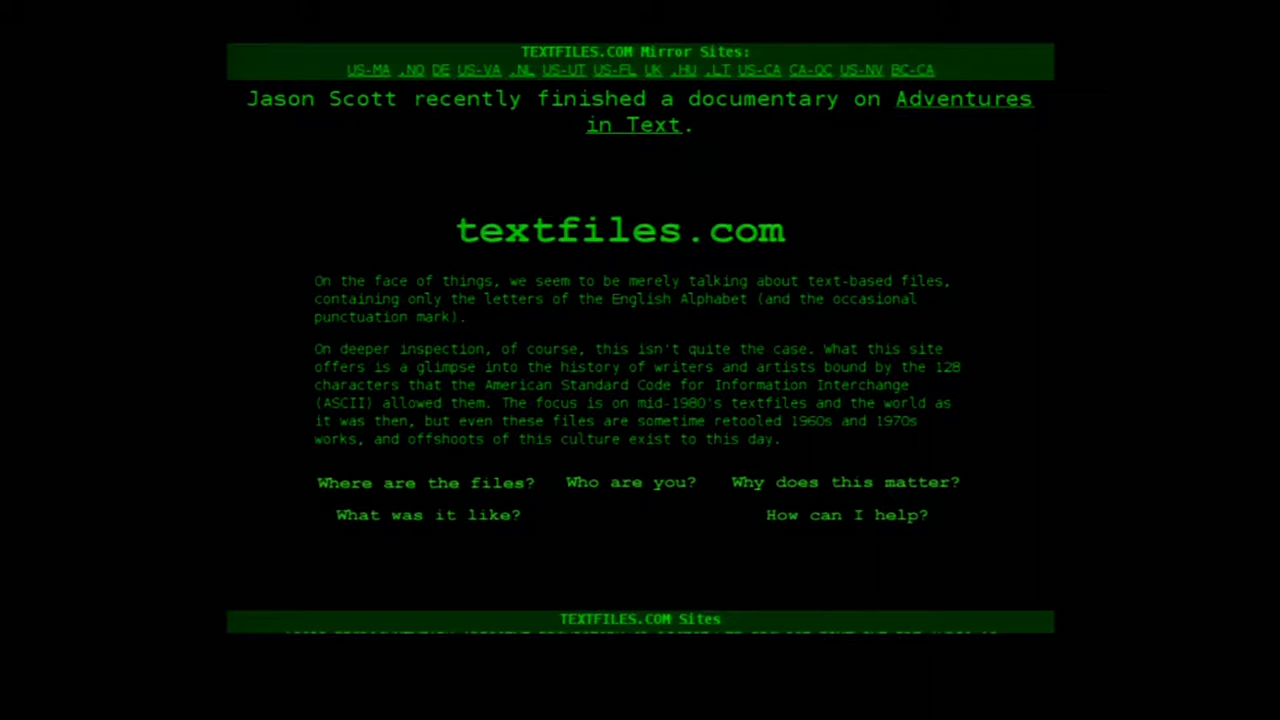 TEXTFILES.COM Mirror Sites:
US-MA .NO DE US-VA .NL US-UT US-FL UK .HU .LT US-CA CA-QC US-NV BC-CA
Jason Scott recently finished a documentary on Adventures
in Text.
textfiles.com
On the face of things, we seem to be merely talking about text-based files,
containing only the letters of the English Alphabet (and the occasional
punctuation mark).
On deeper inspection, of course, this isn't quite the case. What this site
offers is a glimpse into the history of writers and artists bound by the 128
characters that the American Standard Code for Information Interchange
(ASCII) allowed them. The focus is on mid-1980's textfiles and the world as
it was then, but even these files are sometime retooled 1960s and 1970s
works, and offshoots of this culture exist to this day.
Where are the files? Who are you? Why does this matter?
What was it like? How can I help?
TEXTFILES.COM Sites